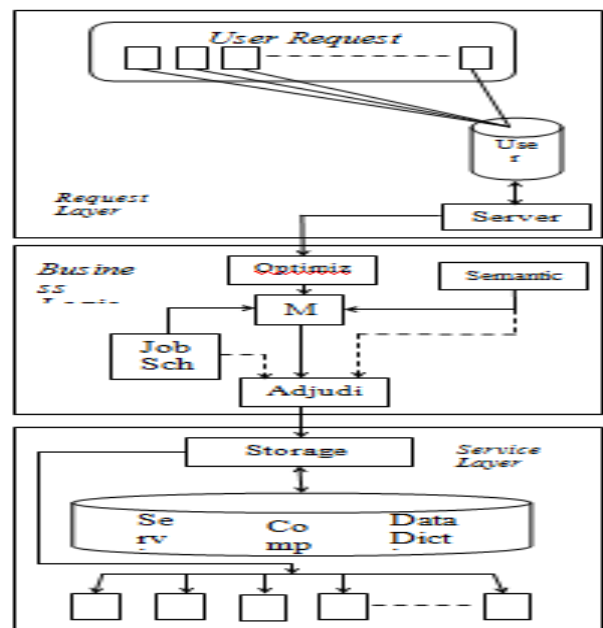 User Request
Use
r
Request
Layer
Server
Busine
ss
Optimiz
Semantic
M
Job
Sch
Adjudi
Storage
Service
Layer
Se
rv
Co
mp
Data
Dict